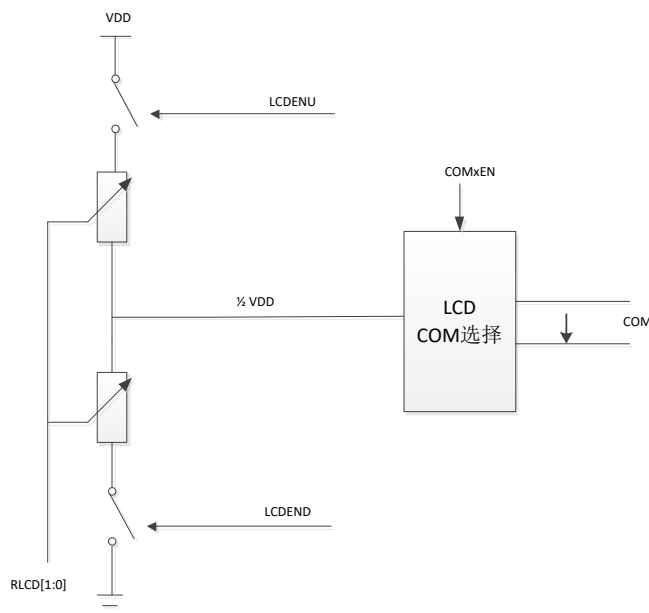 VDD
LCDENU
COMxEN
½ VDD
LCD
COM选择
COM
LCDEND
RLCD[1:0]